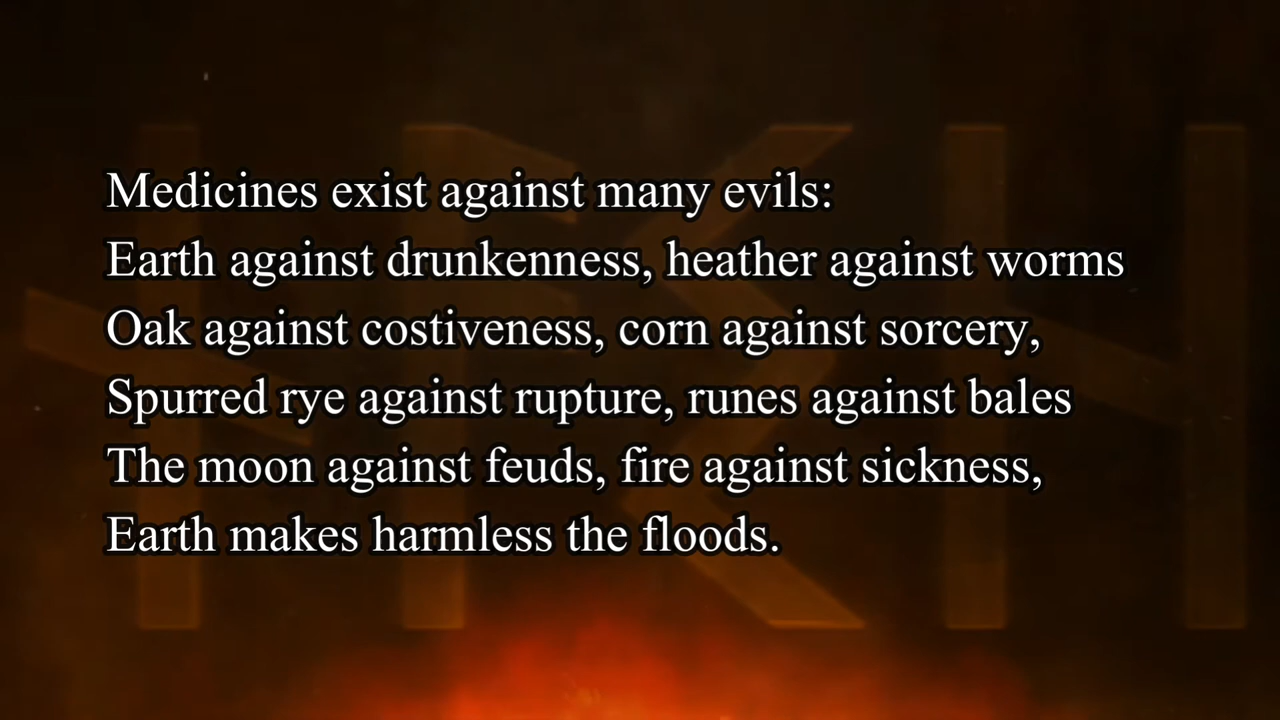 Medicines exist against many evils:
Earth against drunkenness, heather against worms
Oak against costiveness, corn against sorcery,
Spurred rye against rupture, runes against bales
The moon against feuds, fire against sickness,
Earth makes harmless the floods.